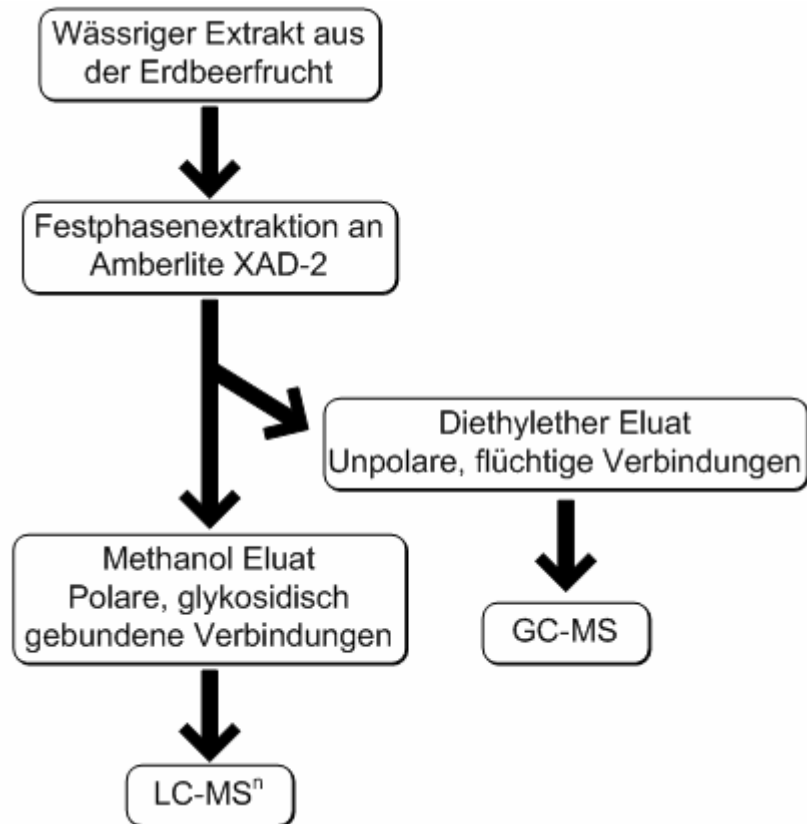 Wässriger Extrakt aus
der Erdbeerfrucht
Festphasenextraktion an
Amberlite XAD-2
Diethylether Eluat
Unpolare, flüchtige Verbindungen
Methanol Eluat
Polare, glykosidisch
gebundene Verbindungen
GC-MS
LC-MSⁿ